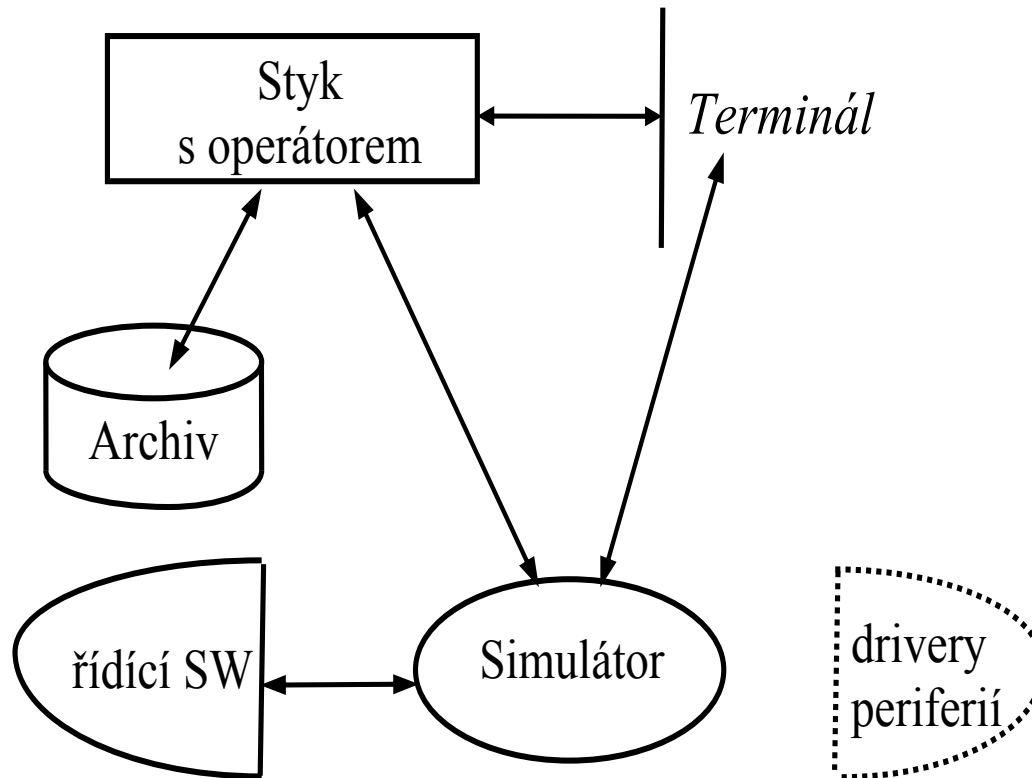 Styk
s operátorem
Terminál
Archiv
řídící SW
Simulátor
drivery
periferií